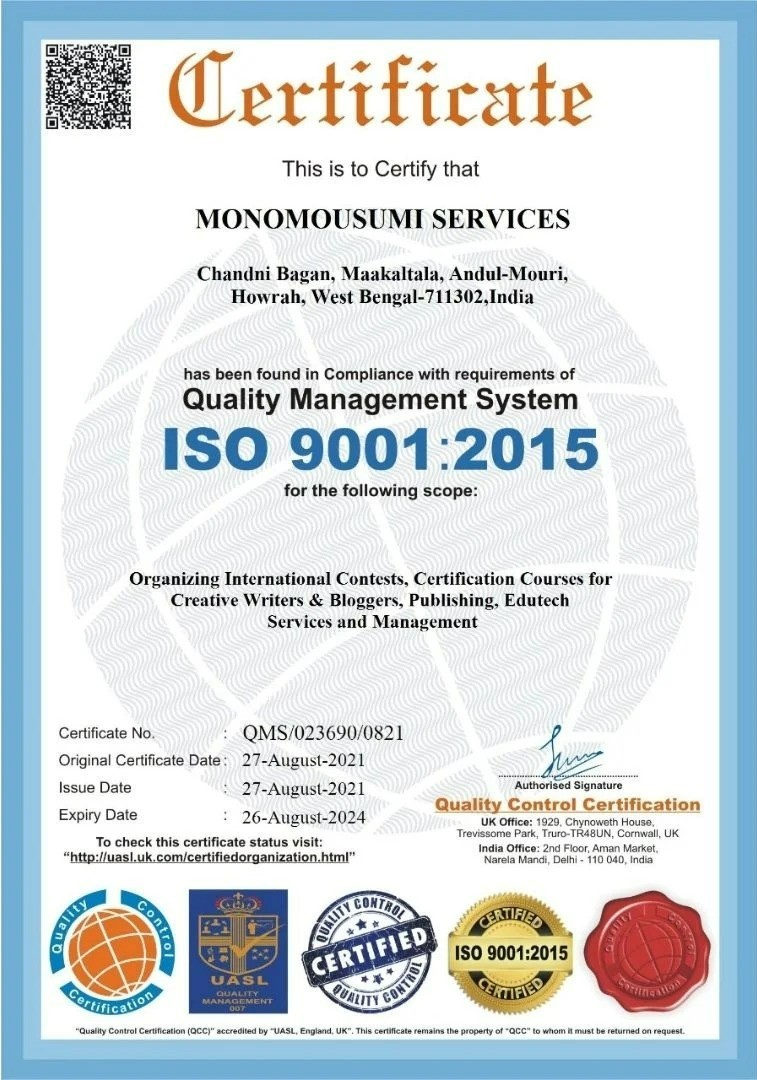 Certificate
This is to Certify that
MONOMOUSUMI SERVICES
Chandni Bagan, Maakaltala, Andul-Mouri,
Howrah, West Bengal-711302,India
has been found in Compliance with requirements of
Quality Management System
ISO 9001:2015
for the following scope:
Organizing International Contests, Certification Courses for
Creative Writers & Bloggers, Publishing, Edutech
Services and Management
Certificate No. : QMS/023690/0821
Original Certificate Date : 27-August-2021
Issue Date : 27-August-2021
Expiry Date : 26-August-2024
To check this certificate status visit:
“http://uasl.uk.com/certifiedorganization.html”
Authorised Signature
Quality Control Certification
UK Office: 1929, Chynoweth House,
Trevissome Park, Truro-TR48UN, Cornwall, UK
India Office: 2nd Floor, Aman Market,
Narela Mandi, Delhi - 110 040, India
Quality Control
Certification
UASL
QUALITY
MANAGEMENT
007
QUALITY CONTROL
CERTIFIED
QUALITY CONTROL
CERTIFIED
ISO 9001:2015
CERTIFIED
Quality Control
Certification
“Quality Control Certification (QCC)” accredited by “UASL, England, UK”. This certificate remains the property of “QCC” to whom it must be returned on request.